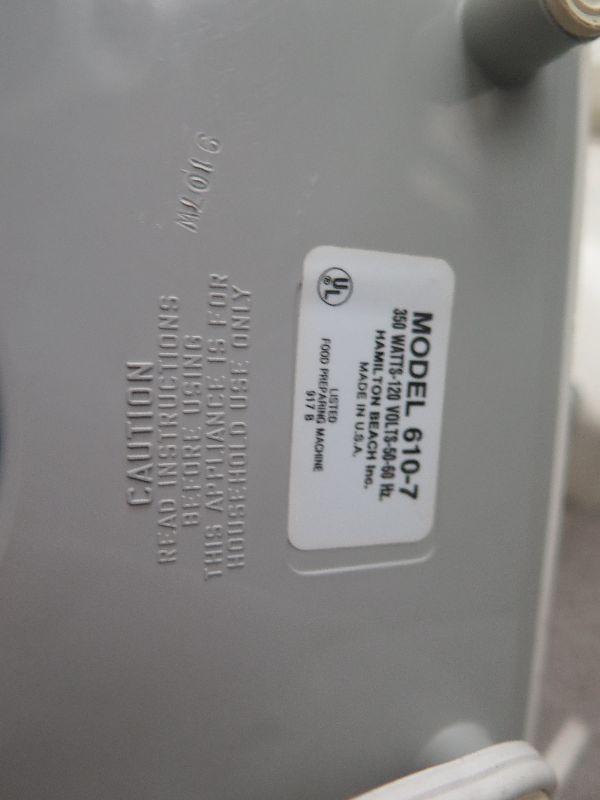 MODEL 610-7
350 WATTS-120 VOLTS-50-60 Hz.
HAMILTON BEACH Inc.
MADE IN U.S.A.
UL
®
LISTED
917 B
FOOD PREPARING MACHINE
CAUTION
READ INSTRUCTIONS
BEFORE USING
THIS APPLIANCE IS FOR
HOUSEHOLD USE ONLY